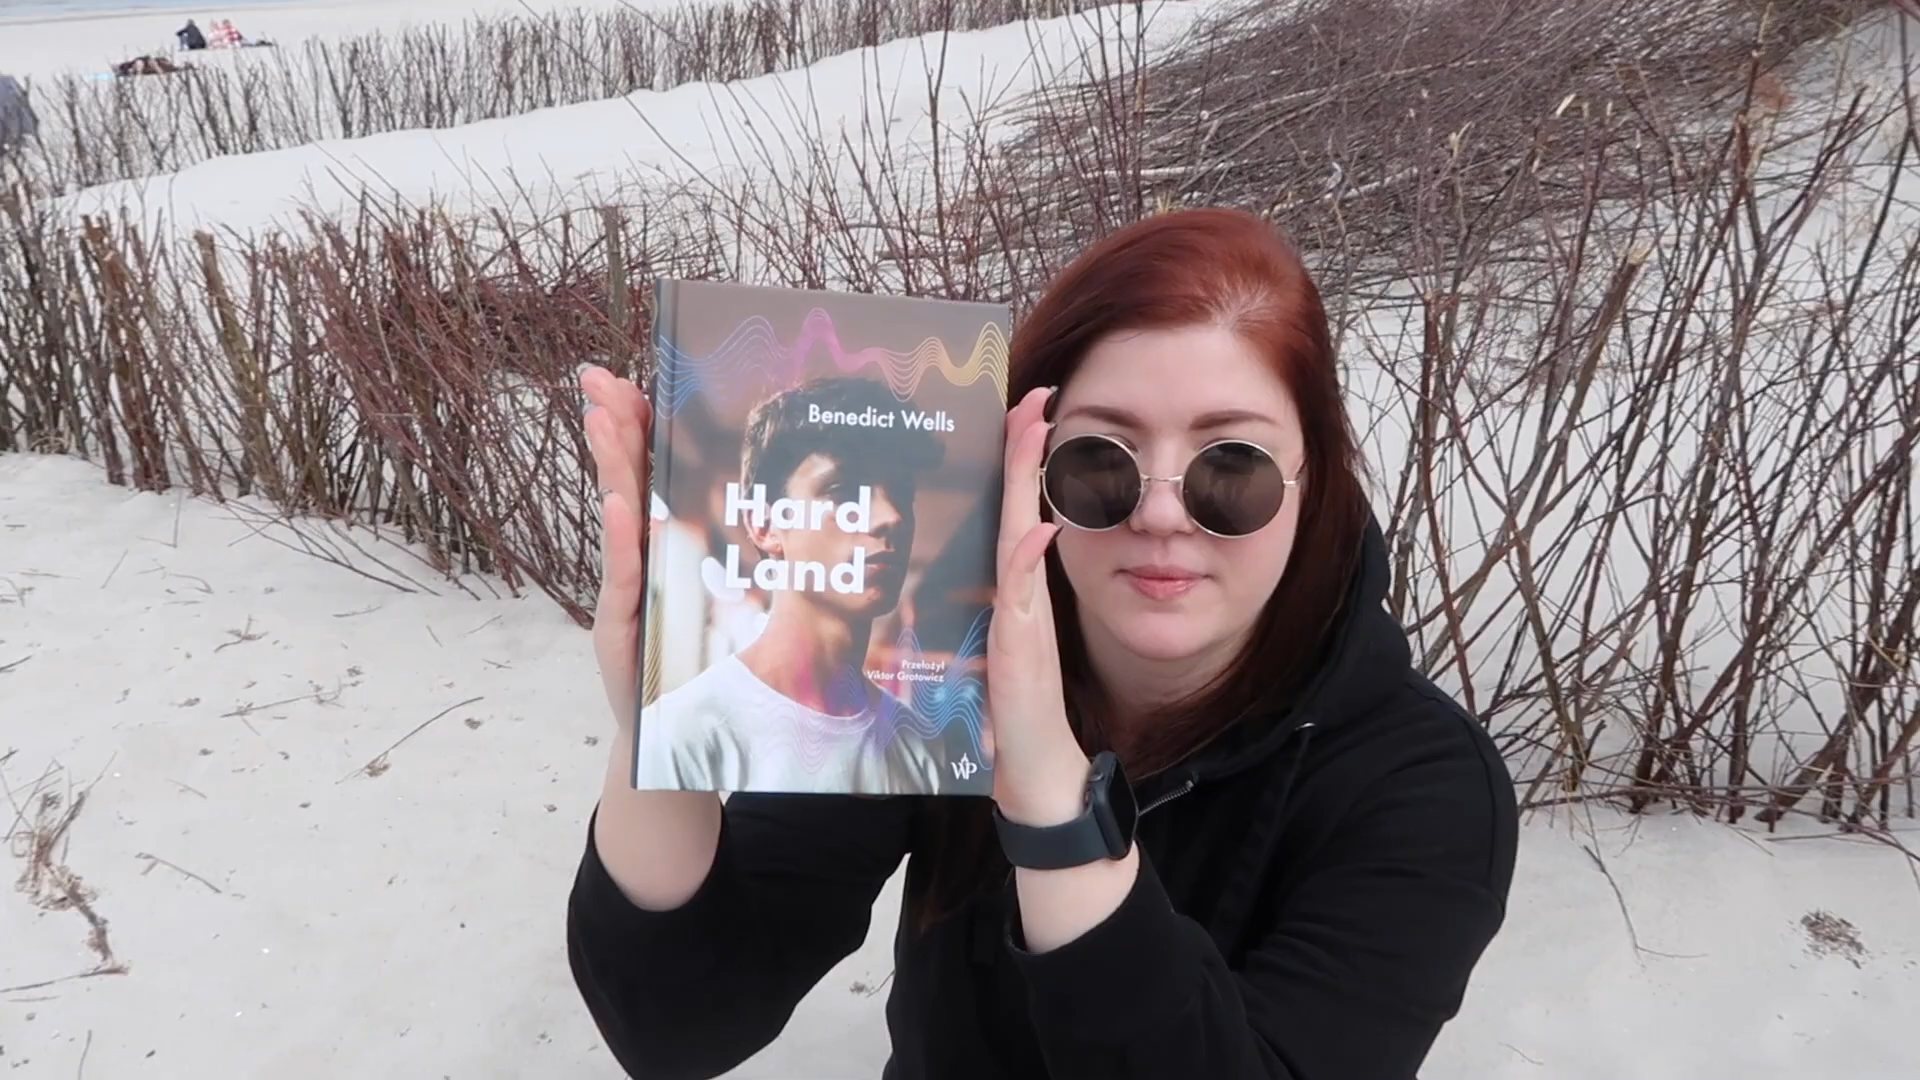 Benedict Wells
Hard
Land
Przełożył
Viktor Grotowicz
WP